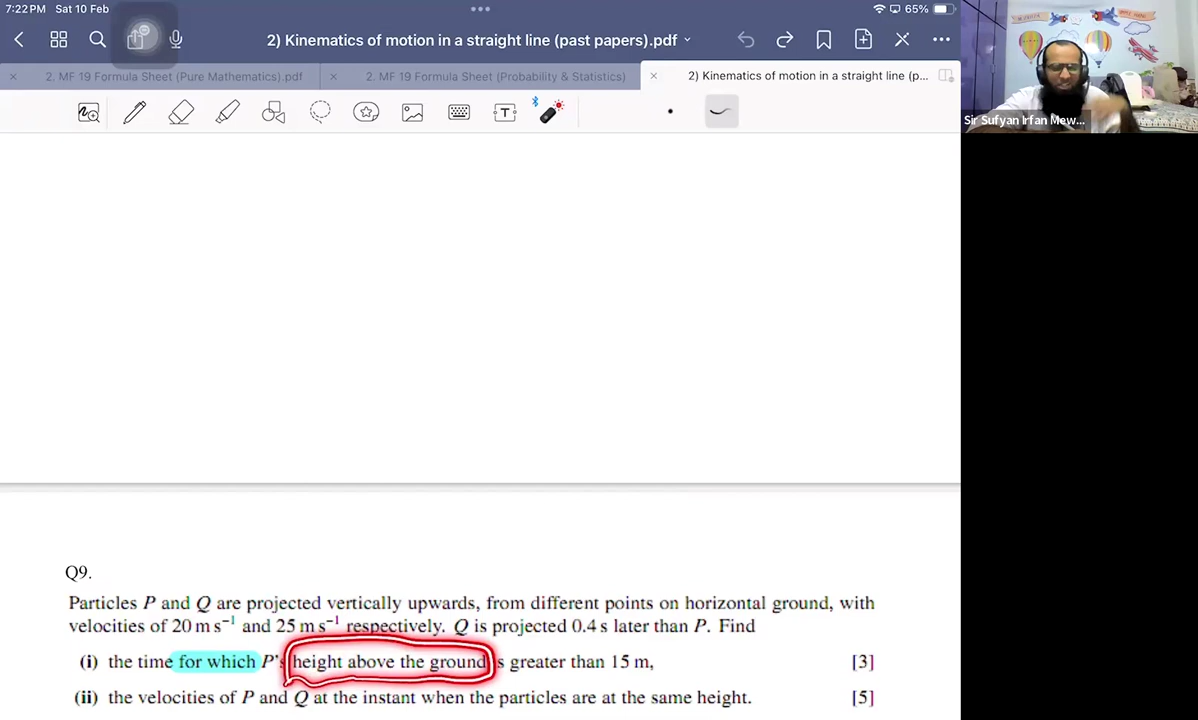 7:22 PM Sat 10 Feb
65%
2) Kinematics of motion in a straight line (past papers).pdf
2. MF 19 Formula Sheet (Pure Mathematics).pdf
2. MF 19 Formula Sheet (Probability & Statistics)
2) Kinematics of motion in a straight line (p...
Sir Sufyan Irfan Mew...
Q9.
Particles P and Q are projected vertically upwards, from different points on horizontal ground, with
velocities of 20 m s⁻¹ and 25 m s⁻¹ respectively. Q is projected 0.4 s later than P. Find
(i) the time for which P's height above the ground is greater than 15 m, [3]
(ii) the velocities of P and Q at the instant when the particles are at the same height. [5]